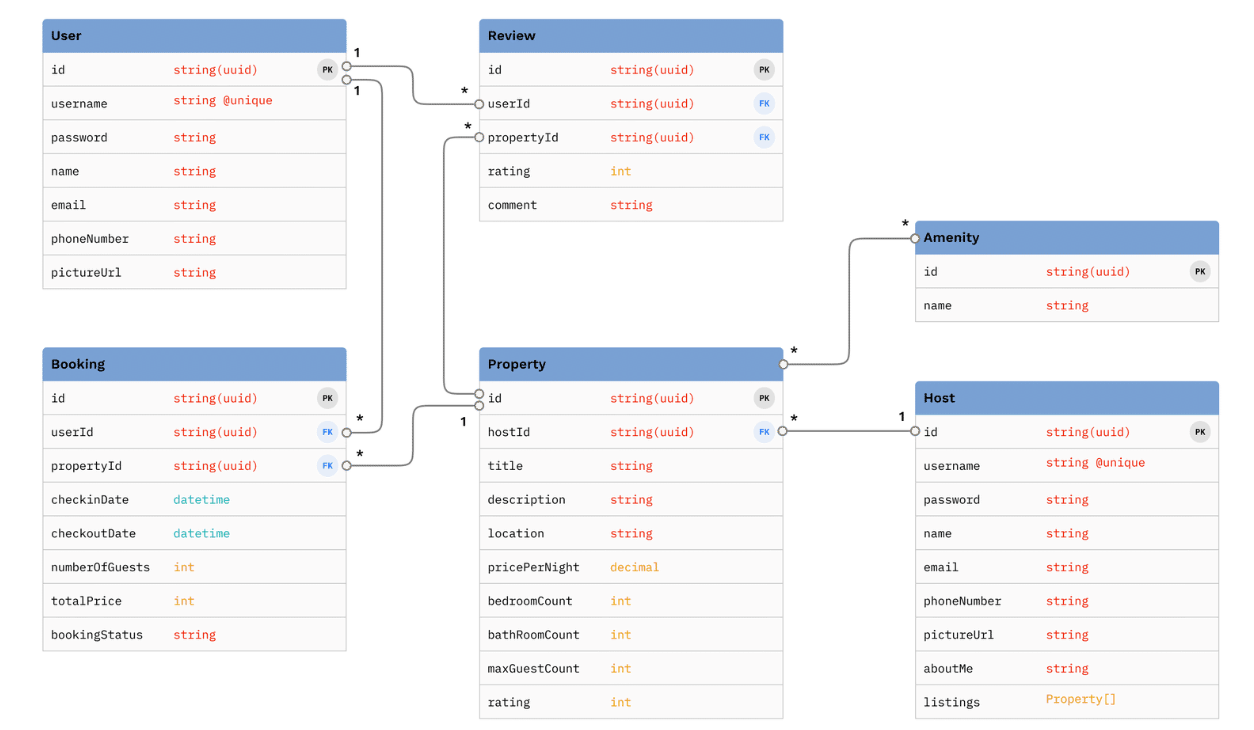 User
id string(uuid) PK
username string @unique
password string
name string
email string
phoneNumber string
pictureUrl string
1
1
Review
id string(uuid) PK
* userId string(uuid) FK
* propertyId string(uuid) FK
rating int
comment string
* Amenity
id string(uuid) PK
name string
Booking
id string(uuid) PK
userId string(uuid) FK *
propertyId string(uuid) FK *
checkinDate datetime
checkoutDate datetime
numberOfGuests int
totalPrice int
bookingStatus string
Property *
id string(uuid) PK
1
hostId string(uuid) FK *
title string
description string
location string
pricePerNight decimal
bedroomCount int
bathRoomCount int
maxGuestCount int
rating int
Host
1
id string(uuid) PK
username string @unique
password string
name string
email string
phoneNumber string
pictureUrl string
aboutMe string
listings Property[]